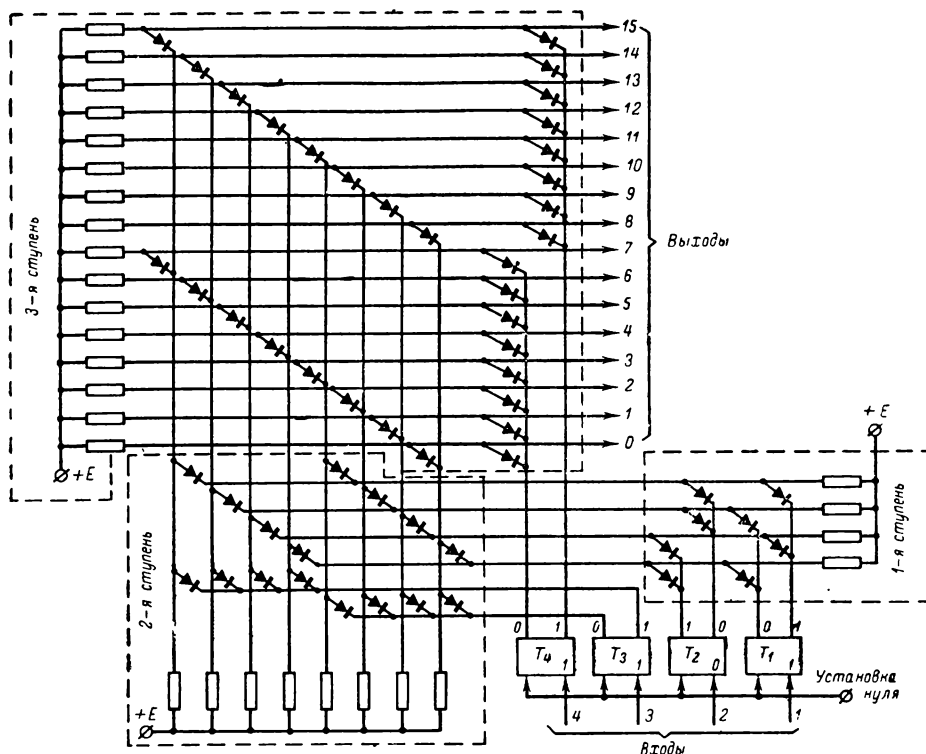 15
14
13
12
11
10
9
8
7
6
5
4
3
2
1
0
Выходы
3-я ступень
+E
+E
1-я ступень
2-я ступень
+E
0 1 0 1 1 0 0 1
T4 1
T3 1
T2 0
T1 1
Установка
нуля
4 3 2 1
Входы